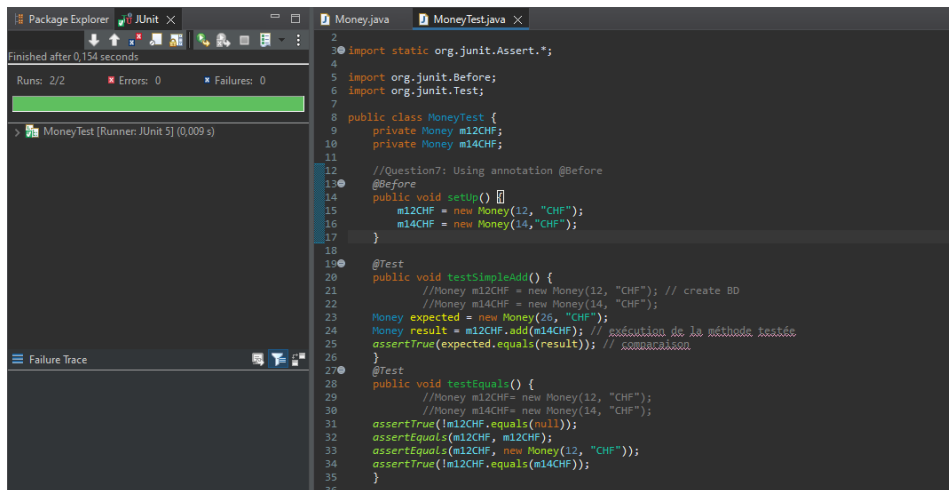 Package Explorer JUnit
Finished after 0,154 seconds
Runs: 2/2 Errors: 0 Failures: 0
MoneyTest [Runner: JUnit 5] (0,009 s)
Failure Trace
Money.java MoneyTest.java
2
3 import static org.junit.Assert.*;
4
5 import org.junit.Before;
6 import org.junit.Test;
7
8 public class MoneyTest {
9 private Money m12CHF;
10 private Money m14CHF;
11
12 //Question7: Using annotation @Before
13 @Before
14 public void setUp() {
15 m12CHF = new Money(12, "CHF");
16 m14CHF = new Money(14,"CHF");
17 }
18
19 @Test
20 public void testSimpleAdd() {
21 //Money m12CHF = new Money(12, "CHF"); // create BD
22 //Money m14CHF = new Money(14, "CHF");
23 Money expected = new Money(26, "CHF");
24 Money result = m12CHF.add(m14CHF); // exécution de la méthode testée
25 assertTrue(expected.equals(result)); // comparaison
26 }
27 @Test
28 public void testEquals() {
29 //Money m12CHF= new Money(12, "CHF");
30 //Money m14CHF= new Money(14, "CHF");
31 assertTrue(!m12CHF.equals(null));
32 assertEquals(m12CHF, m12CHF);
33 assertEquals(m12CHF, new Money(12, "CHF"));
34 assertTrue(!m12CHF.equals(m14CHF));
35 }